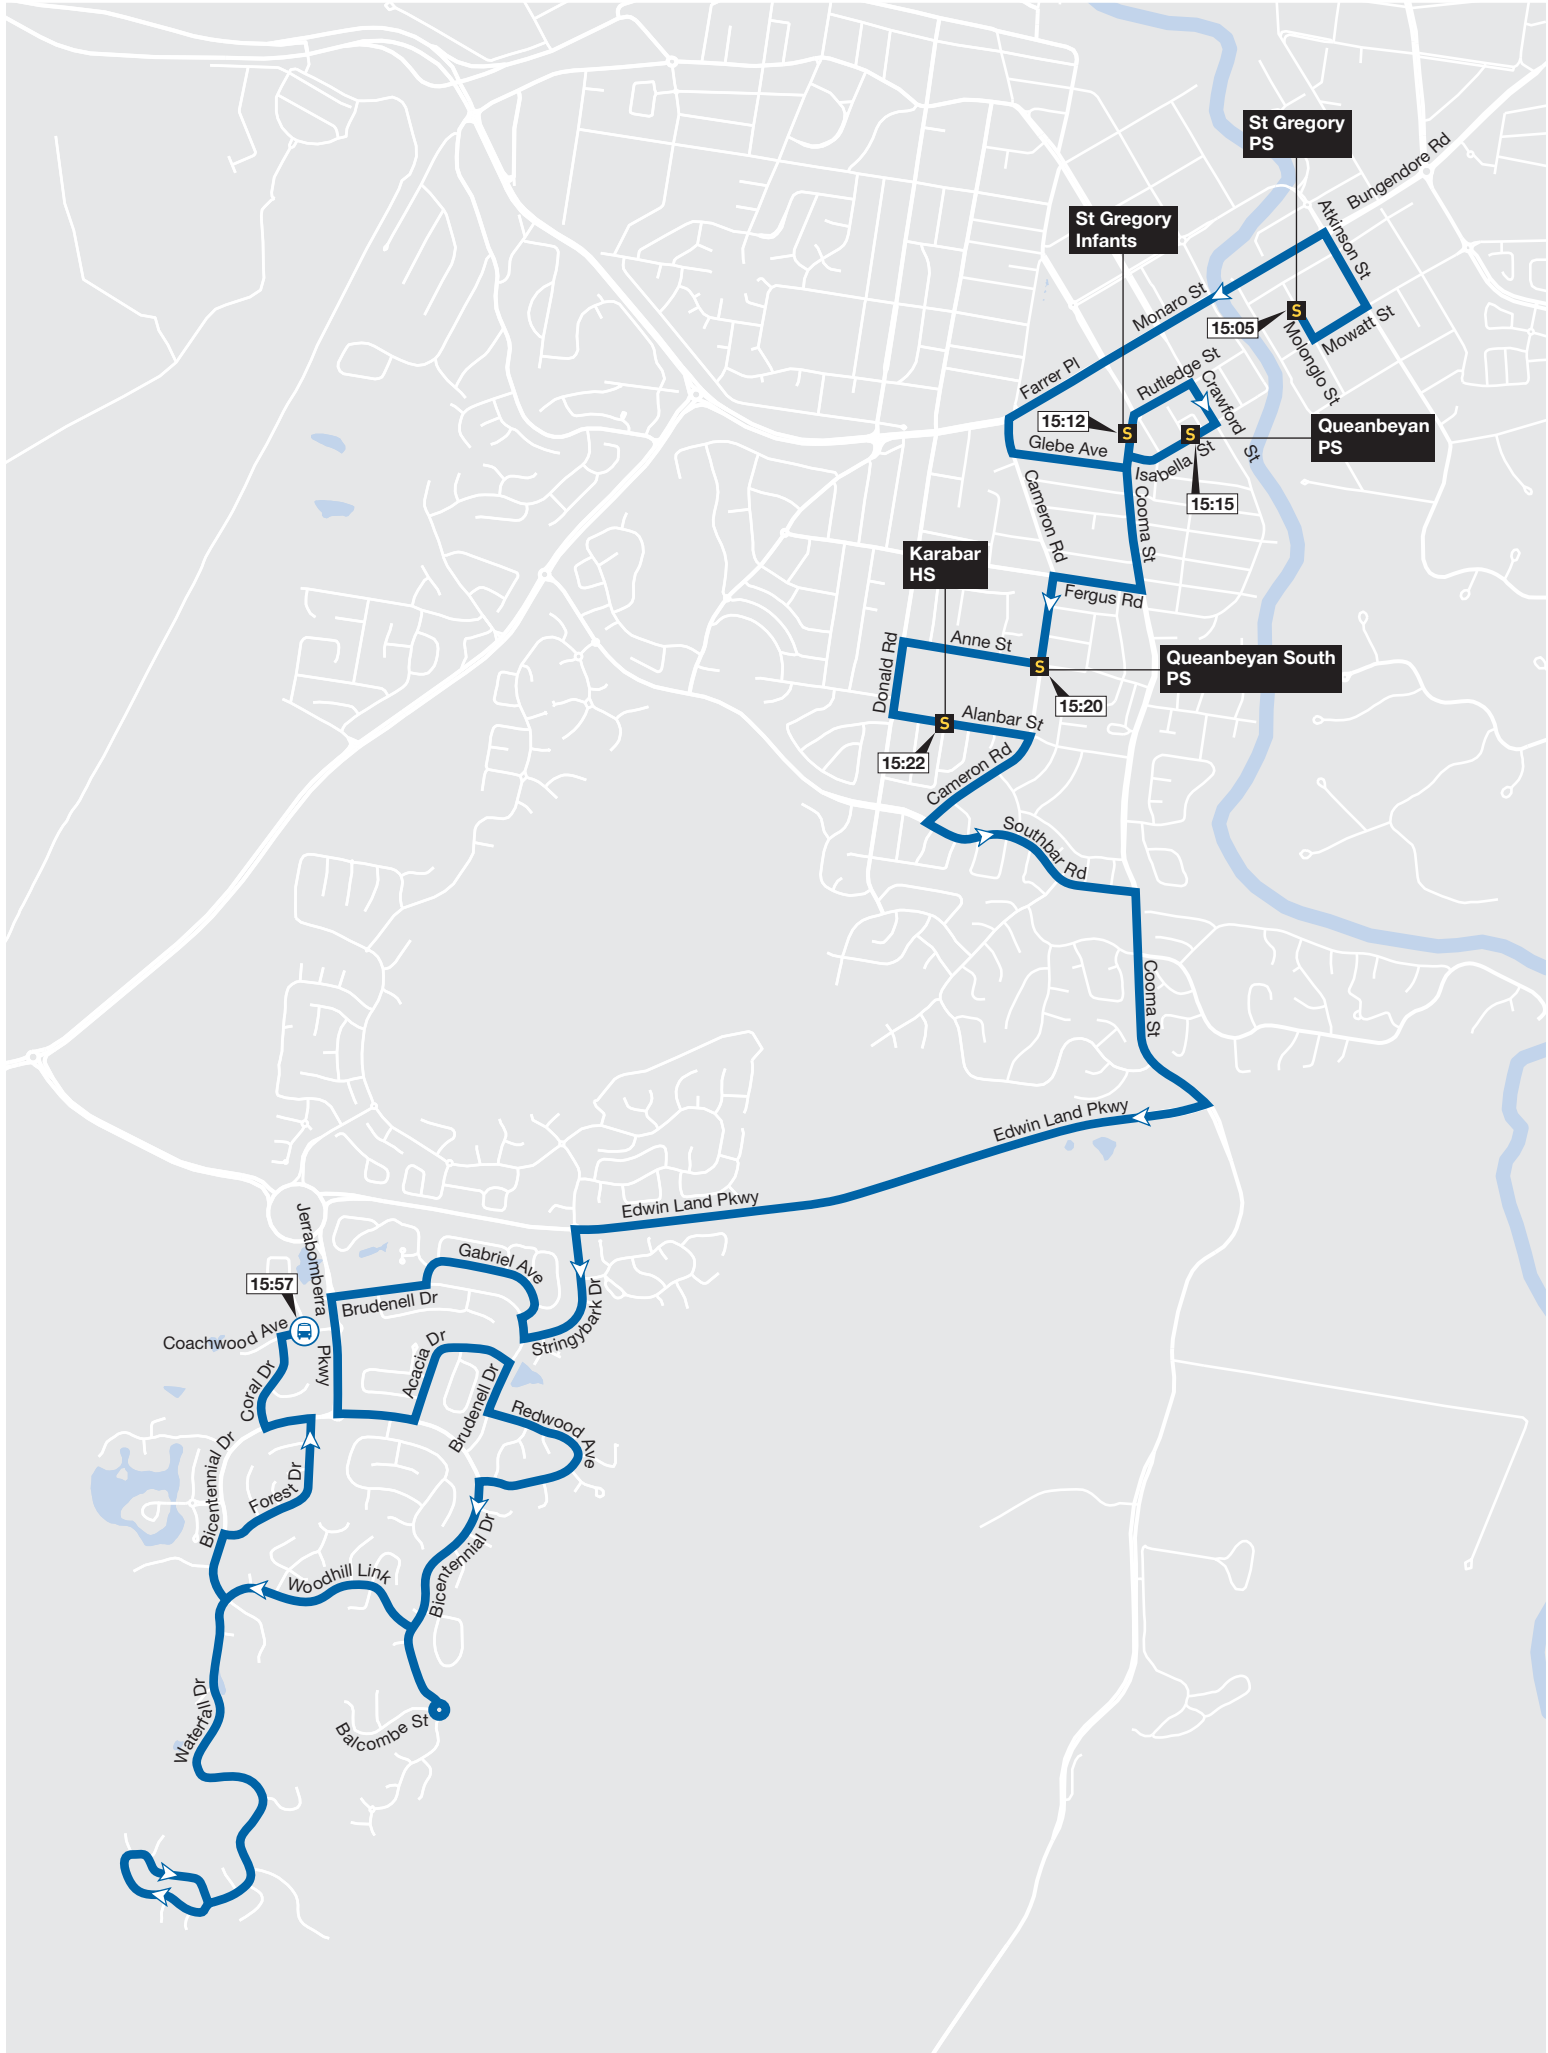 St Gregory
PS
Bungendore Rd
Atkinson St
St Gregory
Infants
Monaro St
15:05
Mowatt St
Molonglo St
Farrer Pl
Rutledge St
Crawford St
15:12
Queanbeyan
PS
Glebe Ave
Isabella St
15:15
Cameron Rd
Cooma St
Karabar
HS
Fergus Rd
Anne St
Donald Rd
Queanbeyan South
PS
15:20
Alanbar St
15:22
Cameron Rd
Southbar Rd
Cooma St
Edwin Land Pkwy
Edwin Land Pkwy
Jerrabomberra Pkwy
Gabriel Ave
15:57
Brudenell Dr
Stringybark Dr
Coachwood Ave
Acacia Dr
Coral Dr
Brudenell Dr
Redwood Ave
Bicentennial Dr
Forest Dr
Bicentennial Dr
Woodhill Link
Waterfall Dr
Balcombe St
S
S
S
S
S